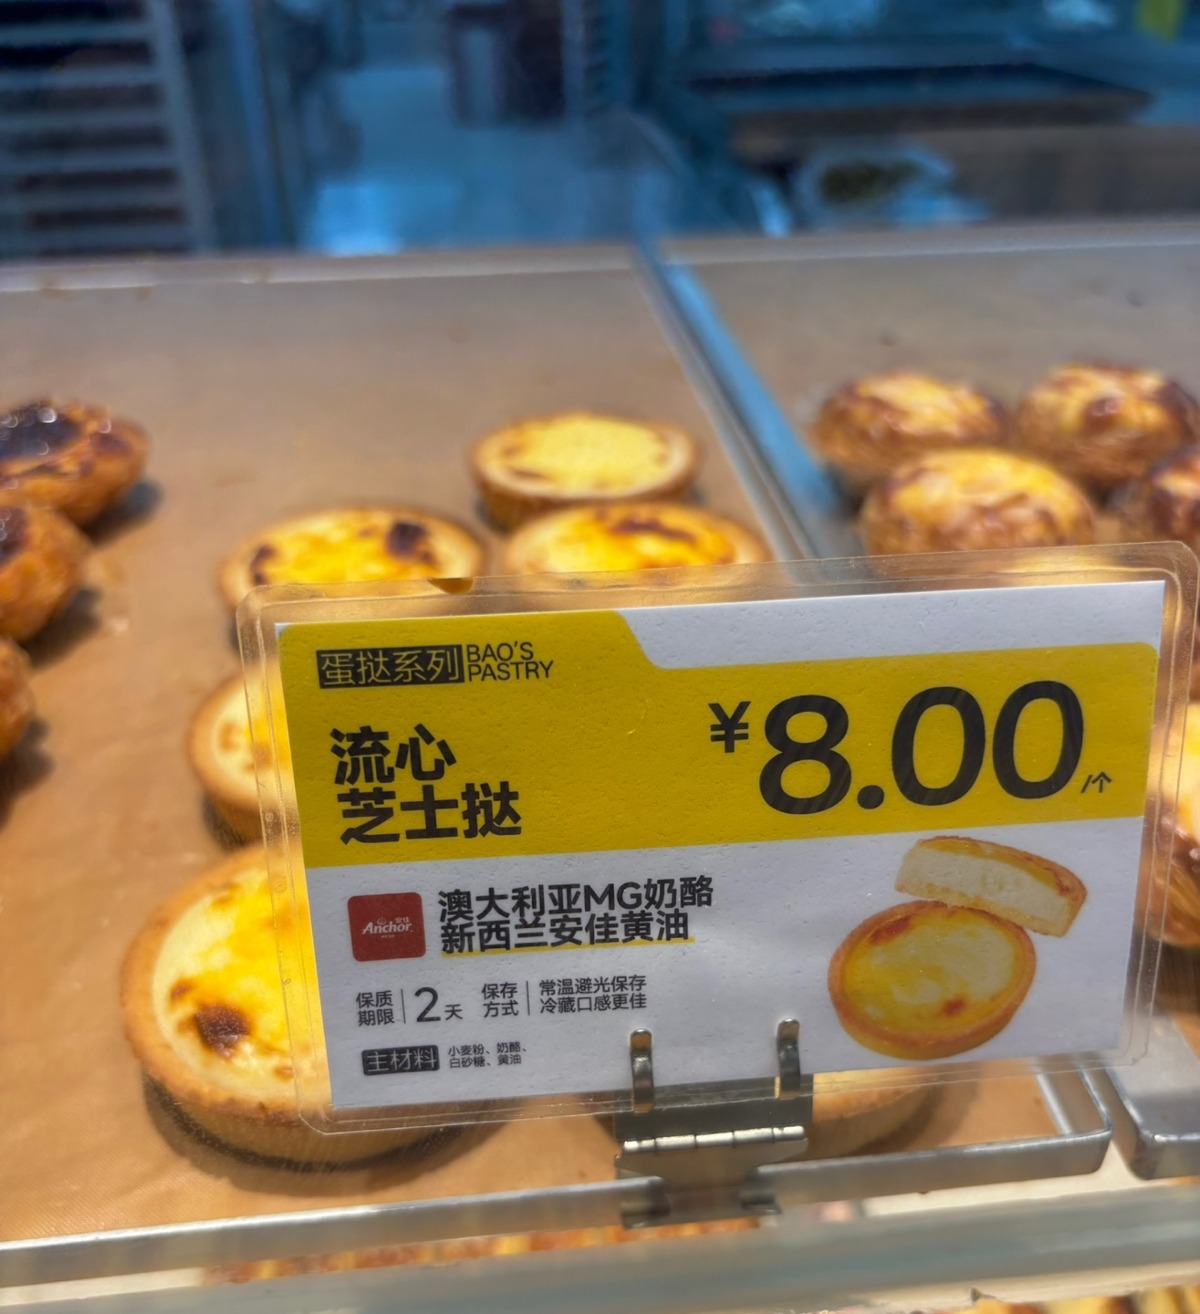 蛋挞系列
BAO'S
PASTRY
流心
芝士挞
¥8.00/个
Anchor 安佳
澳大利亚MG奶酪
新西兰安佳黄油
保质
期限
2天
保存
方式
常温避光保存
冷藏口感更佳
主材料
小麦粉、奶酪、
白砂糖、黄油